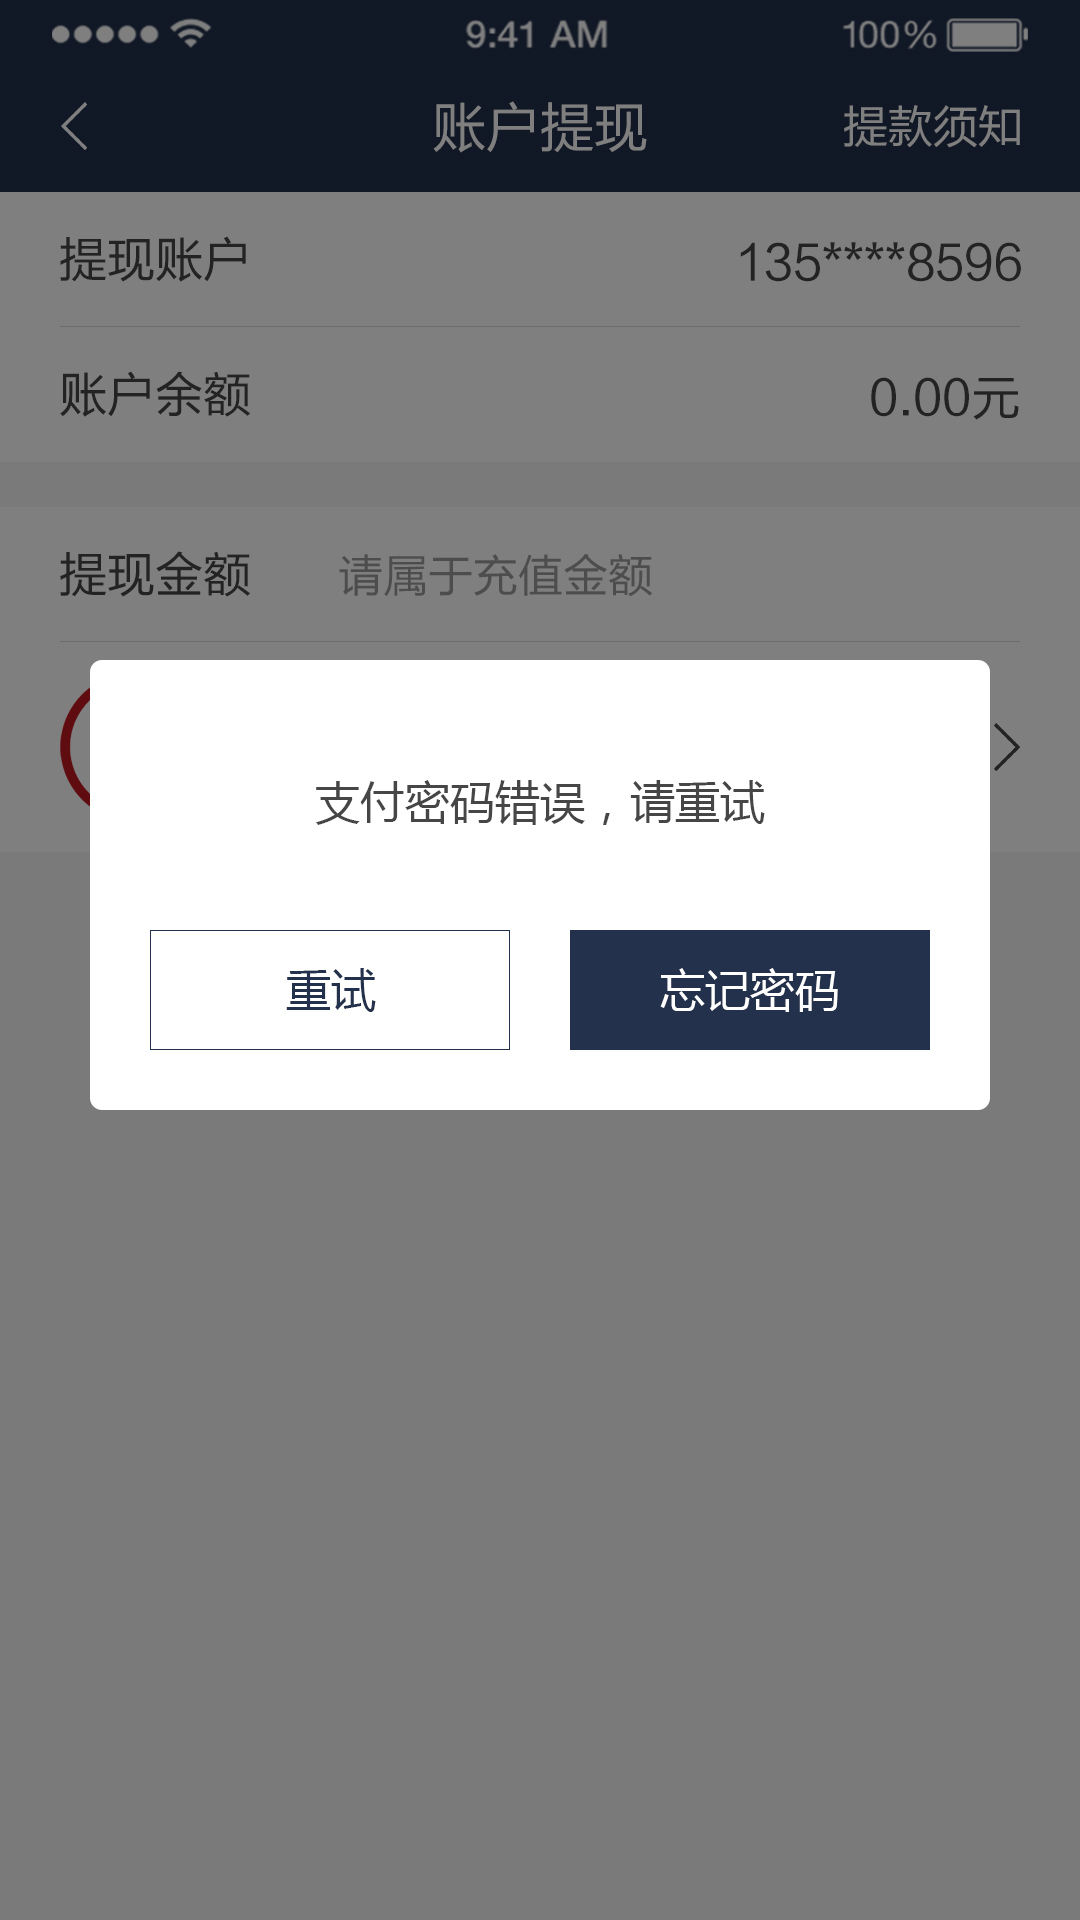 9:41 AM
100%
账户提现
提款须知
提现账户
135****8596
账户余额
0.00元
提现金额
请属于充值金额
支付密码错误，请重试
重试
忘记密码